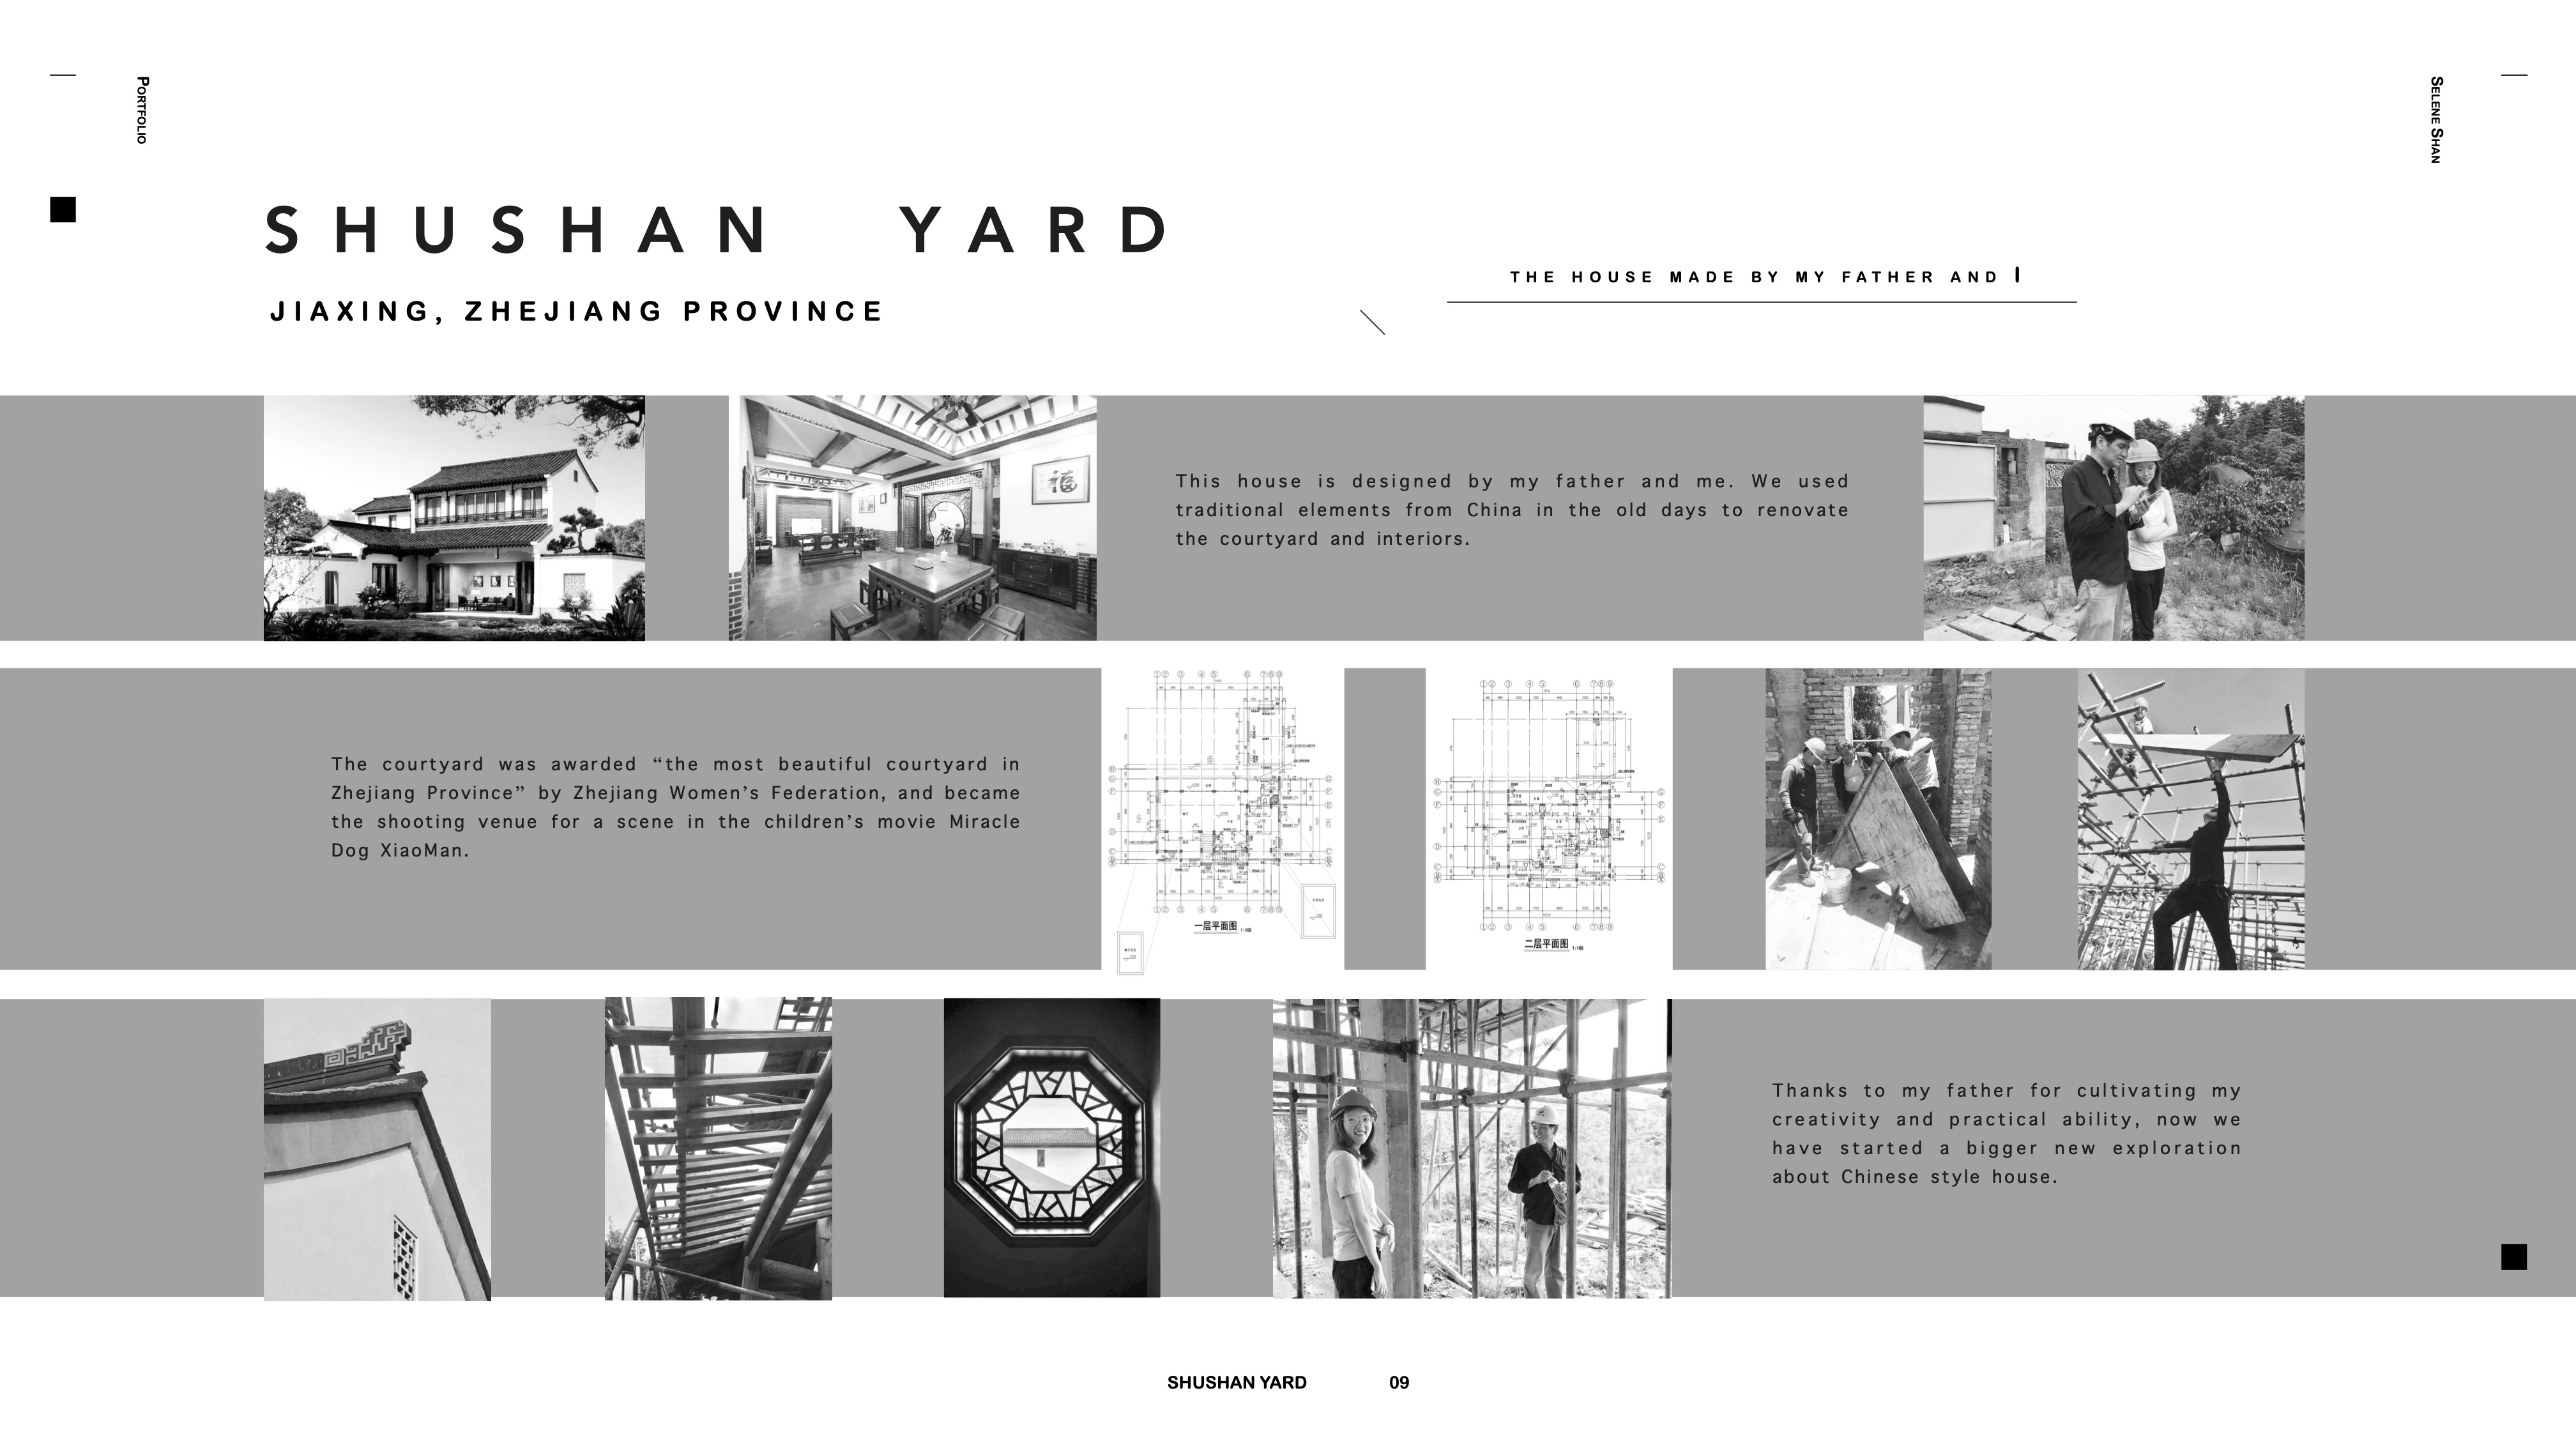 PORTFOLIO
SELENE SHAN
SHUSHAN YARD
JIAXING, ZHEJIANG PROVINCE
THE HOUSE MADE BY MY FATHER AND I
福
This house is designed by my father and me. We used
traditional elements from China in the old days to renovate
the courtyard and interiors.
The courtyard was awarded “the most beautiful courtyard in
Zhejiang Province” by Zhejiang Women’s Federation, and became
the shooting venue for a scene in the children’s movie Miracle
Dog XiaoMan.
一层平面图 1:100
二层平面图 1:100
Thanks to my father for cultivating my
creativity and practical ability, now we
have started a bigger new exploration
about Chinese style house.
SHUSHAN YARD 09